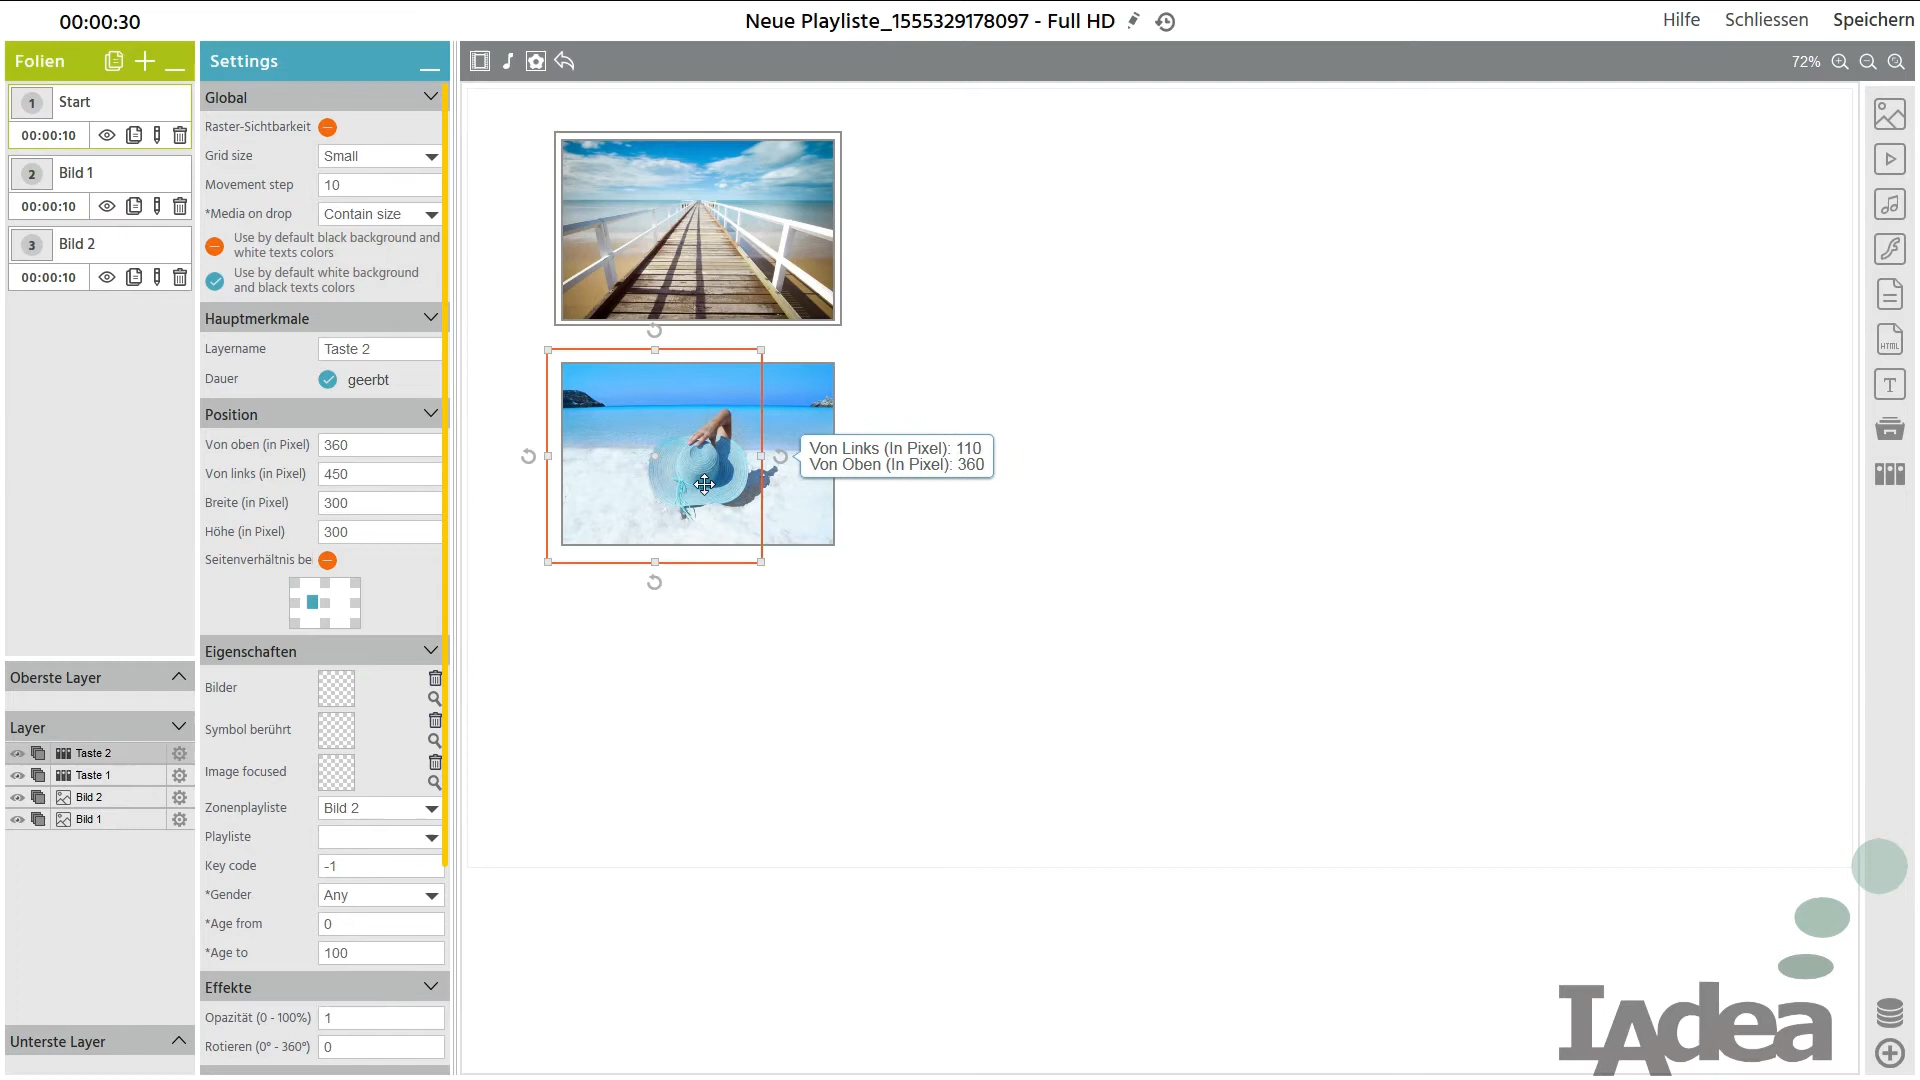 00:00:30
Neue Playliste_1555329178097 - Full HD
Hilfe
Schliessen
Speichern
Folien
Settings
72%
1
Start
00:00:10
2
Bild 1
00:00:10
3
Bild 2
00:00:10
Global
Raster-Sichtbarkeit
Grid size
Small
Movement step
10
*Media on drop
Contain size
Use by default black background and
white texts colors
Use by default white background
and black texts colors
Hauptmerkmale
Layername
Taste 2
Dauer
geerbt
Position
Von oben (in Pixel)
360
Von links (in Pixel)
450
Breite (in Pixel)
300
Höhe (in Pixel)
300
Seitenverhältnis be
Eigenschaften
Bilder
Symbol berührt
Image focused
Zonenplayliste
Bild 2
Playliste
Key code
-1
*Gender
Any
*Age from
0
*Age to
100
Effekte
Opazität (0 - 100%)
1
Rotieren (0° - 360°)
0
Oberste Layer
Layer
Taste 2
Taste 1
Bild 2
Bild 1
Unterste Layer
Von Links (In Pixel): 110
Von Oben (In Pixel): 360
HTML
T
IAdea